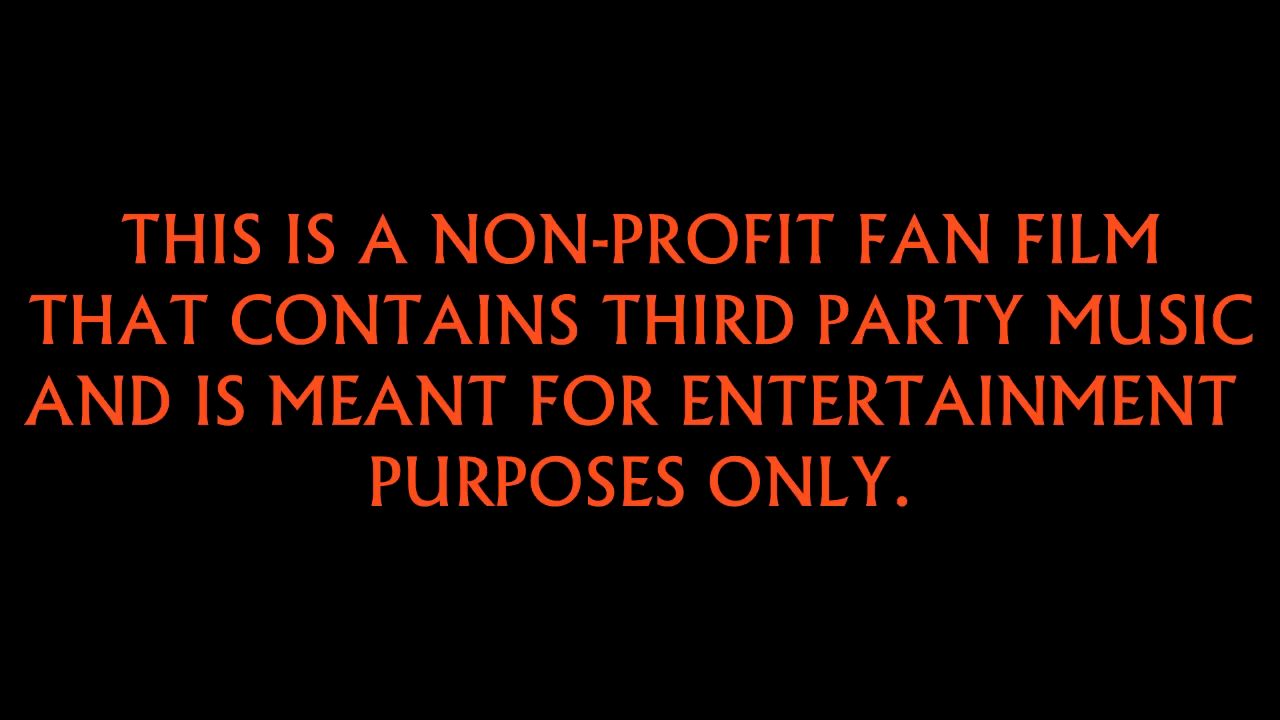 THIS IS A NON-PROFIT FAN FILM
THAT CONTAINS THIRD PARTY MUSIC
AND IS MEANT FOR ENTERTAINMENT
PURPOSES ONLY.